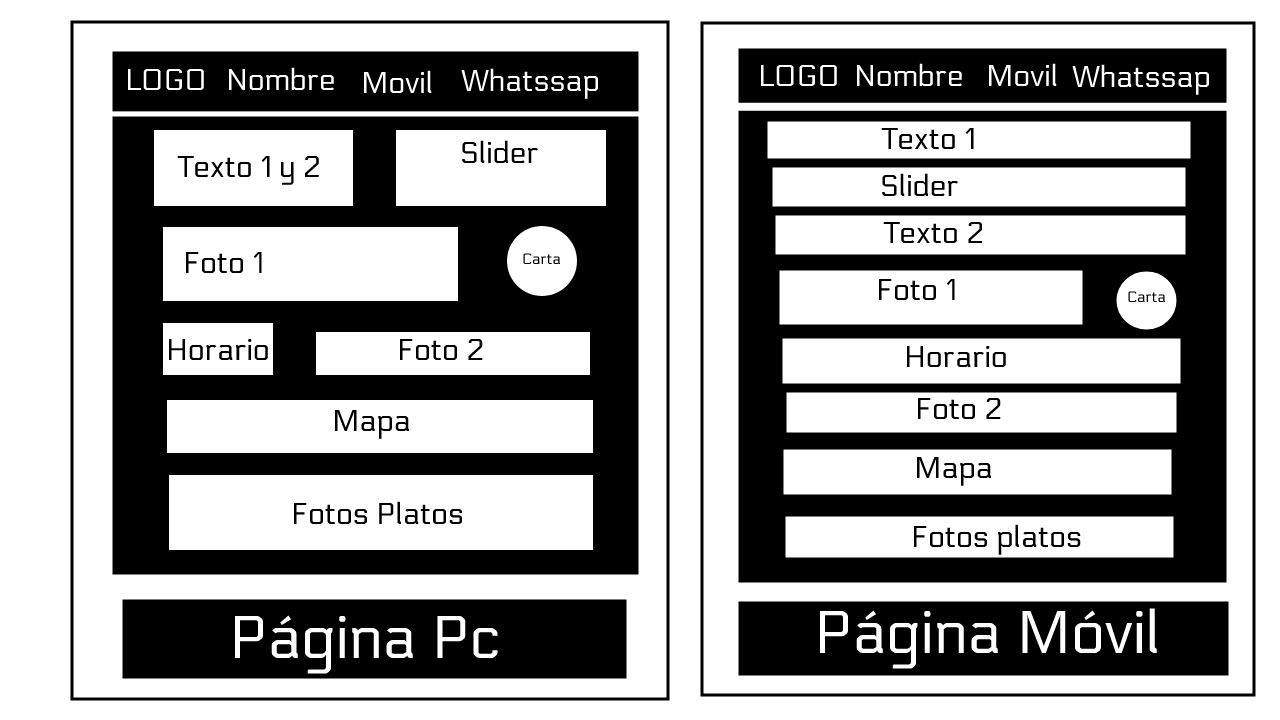 LOGO Nombre Movil Whatssap
Texto 1 y 2
Slider
Foto 1
Carta
Horario
Foto 2
Mapa
Fotos Platos
Página Pc
LOGO Nombre Movil Whatssap
Texto 1
Slider
Texto 2
Foto 1
Carta
Horario
Foto 2
Mapa
Fotos platos
Página Móvil